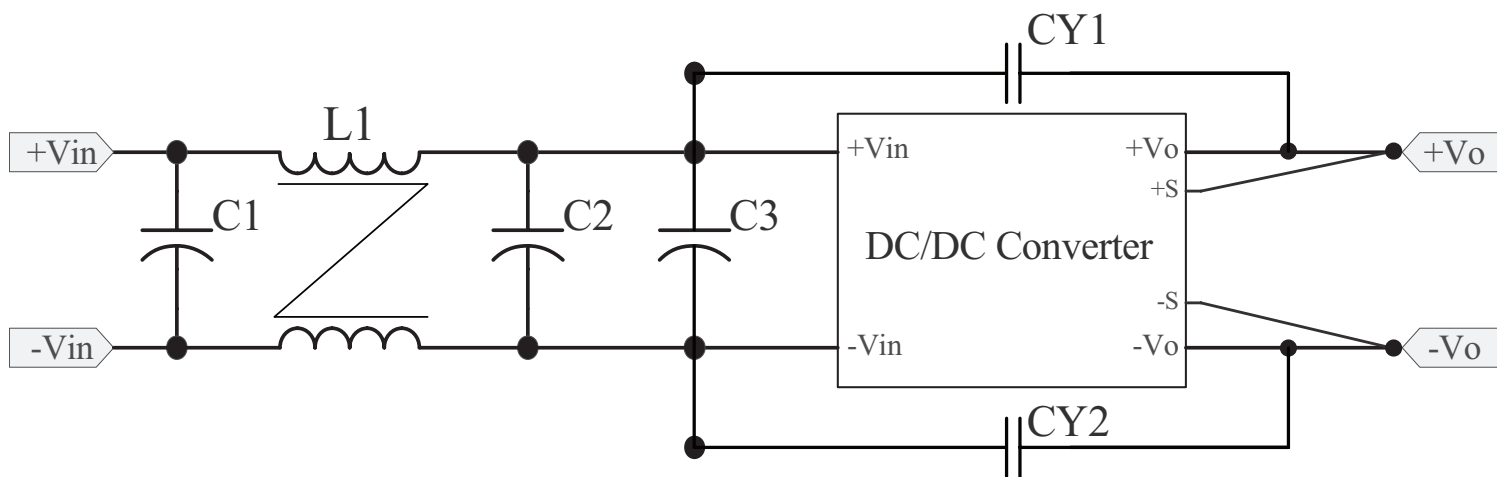 CY1
L1
+Vin
+Vin
+Vo
+Vo
+S
C1
C2
C3
DC/DC Converter
-S
-Vin
-Vin
-Vo
-Vo
CY2